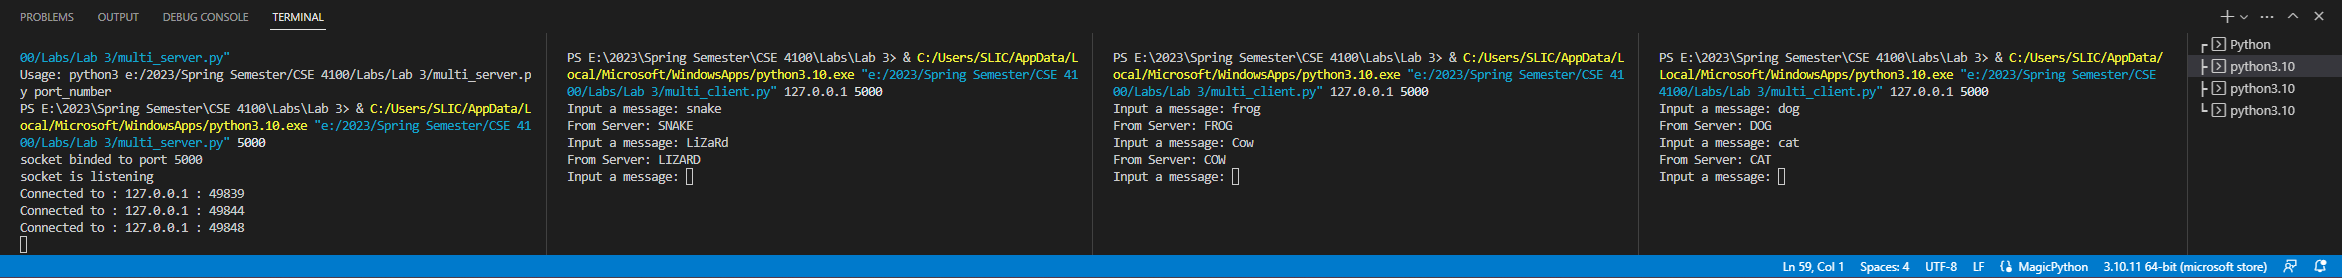 PROBLEMS OUTPUT DEBUG CONSOLE TERMINAL
00/Labs/Lab 3/multi_server.py"
Usage: python3 e:/2023/Spring Semester/CSE 4100/Labs/Lab 3/multi_server.p
y port_number
PS E:\2023\Spring Semester\CSE 4100\Labs\Lab 3> & C:/Users/SLIC/AppData/L
ocal/Microsoft/WindowsApps/python3.10.exe "e:/2023/Spring Semester/CSE 41
00/Labs/Lab 3/multi_server.py" 5000
socket binded to port 5000
socket is listening
Connected to : 127.0.0.1 : 49839
Connected to : 127.0.0.1 : 49844
Connected to : 127.0.0.1 : 49848
PS E:\2023\Spring Semester\CSE 4100\Labs\Lab 3> & C:/Users/SLIC/AppData/L
ocal/Microsoft/WindowsApps/python3.10.exe "e:/2023/Spring Semester/CSE 41
00/Labs/Lab 3/multi_client.py" 127.0.0.1 5000
Input a message: snake
From Server: SNAKE
Input a message: LiZaRd
From Server: LIZARD
Input a message:
PS E:\2023\Spring Semester\CSE 4100\Labs\Lab 3> & C:/Users/SLIC/AppData/L
ocal/Microsoft/WindowsApps/python3.10.exe "e:/2023/Spring Semester/CSE 41
00/Labs/Lab 3/multi_client.py" 127.0.0.1 5000
Input a message: frog
From Server: FROG
Input a message: Cow
From Server: COW
Input a message:
PS E:\2023\Spring Semester\CSE 4100\Labs\Lab 3> & C:/Users/SLIC/AppData/
Local/Microsoft/WindowsApps/python3.10.exe "e:/2023/Spring Semester/CSE
4100/Labs/Lab 3/multi_client.py" 127.0.0.1 5000
Input a message: dog
From Server: DOG
Input a message: cat
From Server: CAT
Input a message:
Python
python3.10
python3.10
python3.10
Ln 59, Col 1 Spaces: 4 UTF-8 LF MagicPython 3.10.11 64-bit (microsoft store)